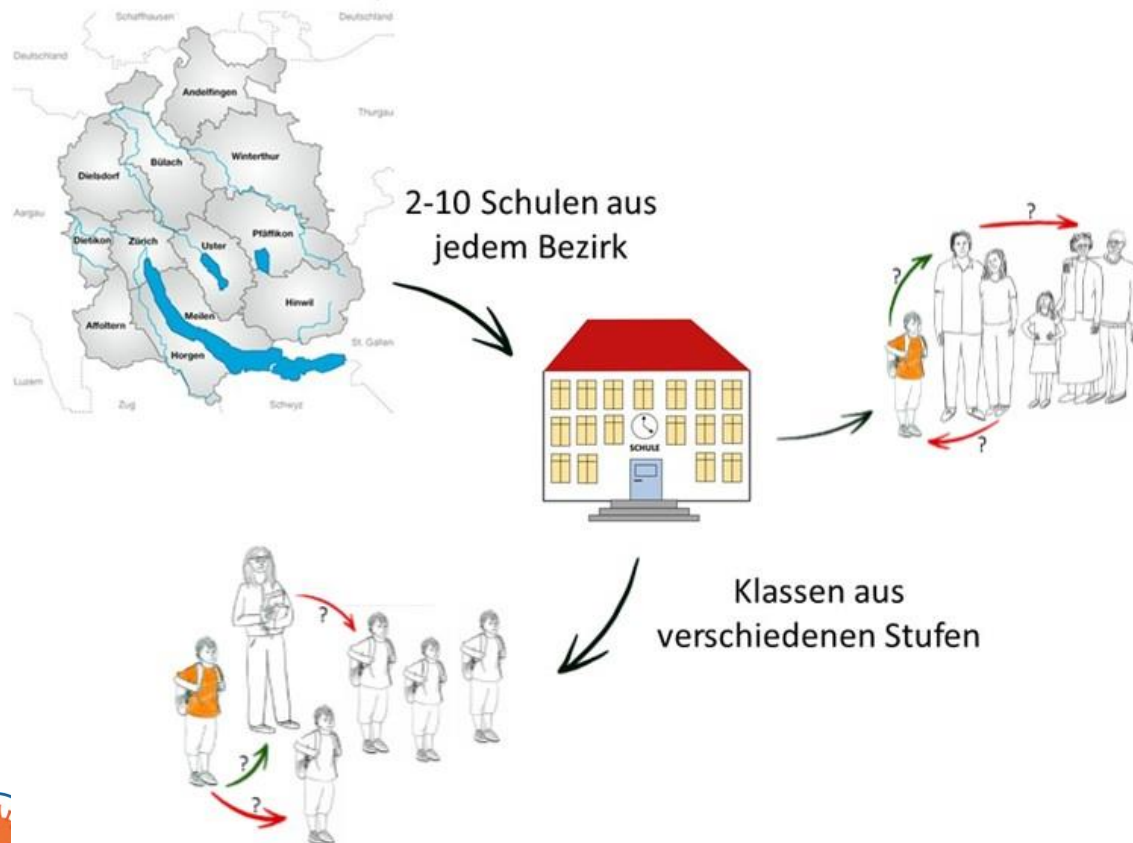 Schaffhausen
Deutschland
Deutschland
Andelfingen
Thurgau
Bülach
Winterthur
Dielsdorf
Aargau
Pfäffikon
Dietikon
Zürich
Uster
Hinwil
Meilen
Affoltern
Horgen
St. Gallen
Luzern
Zug
Schwyz
2-10 Schulen aus
jedem Bezirk
SCHULE
?
?
?
Klassen aus
verschiedenen Stufen
?
?
?